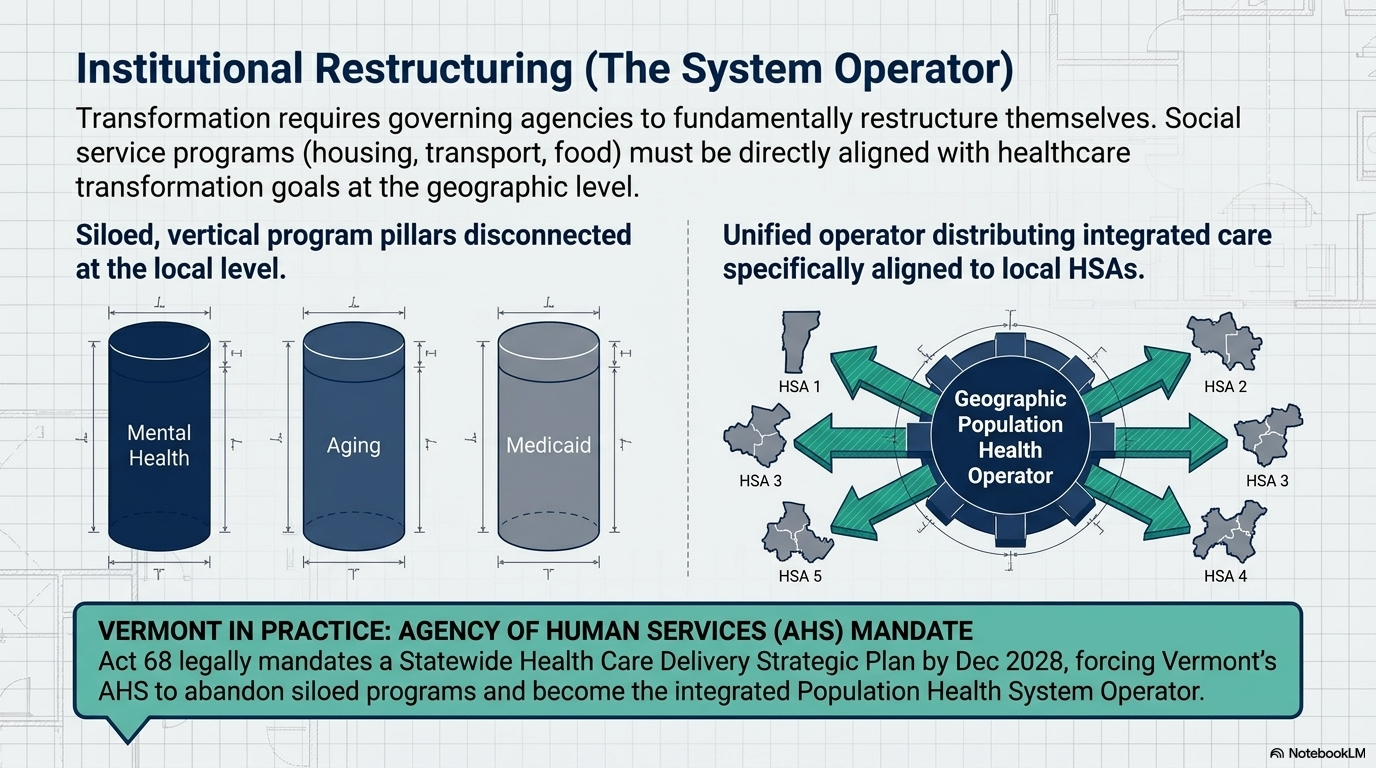 Institutional Restructuring (The System Operator)
Transformation requires governing agencies to fundamentally restructure themselves. Social
service programs (housing, transport, food) must be directly aligned with healthcare
transformation goals at the geographic level.
Siloed, vertical program pillars disconnected
at the local level.
Mental
Health
Aging
Medicaid
Unified operator distributing integrated care
specifically aligned to local HSAs.
HSA 1
HSA 2
HSA 3
HSA 3
HSA 5
HSA 4
Geographic
Population
Health
Operator
VERMONT IN PRACTICE: AGENCY OF HUMAN SERVICES (AHS) MANDATE
Act 68 legally mandates a Statewide Health Care Delivery Strategic Plan by Dec 2028, forcing Vermont's
AHS to abandon siloed programs and become the integrated Population Health System Operator.
NotebookLM